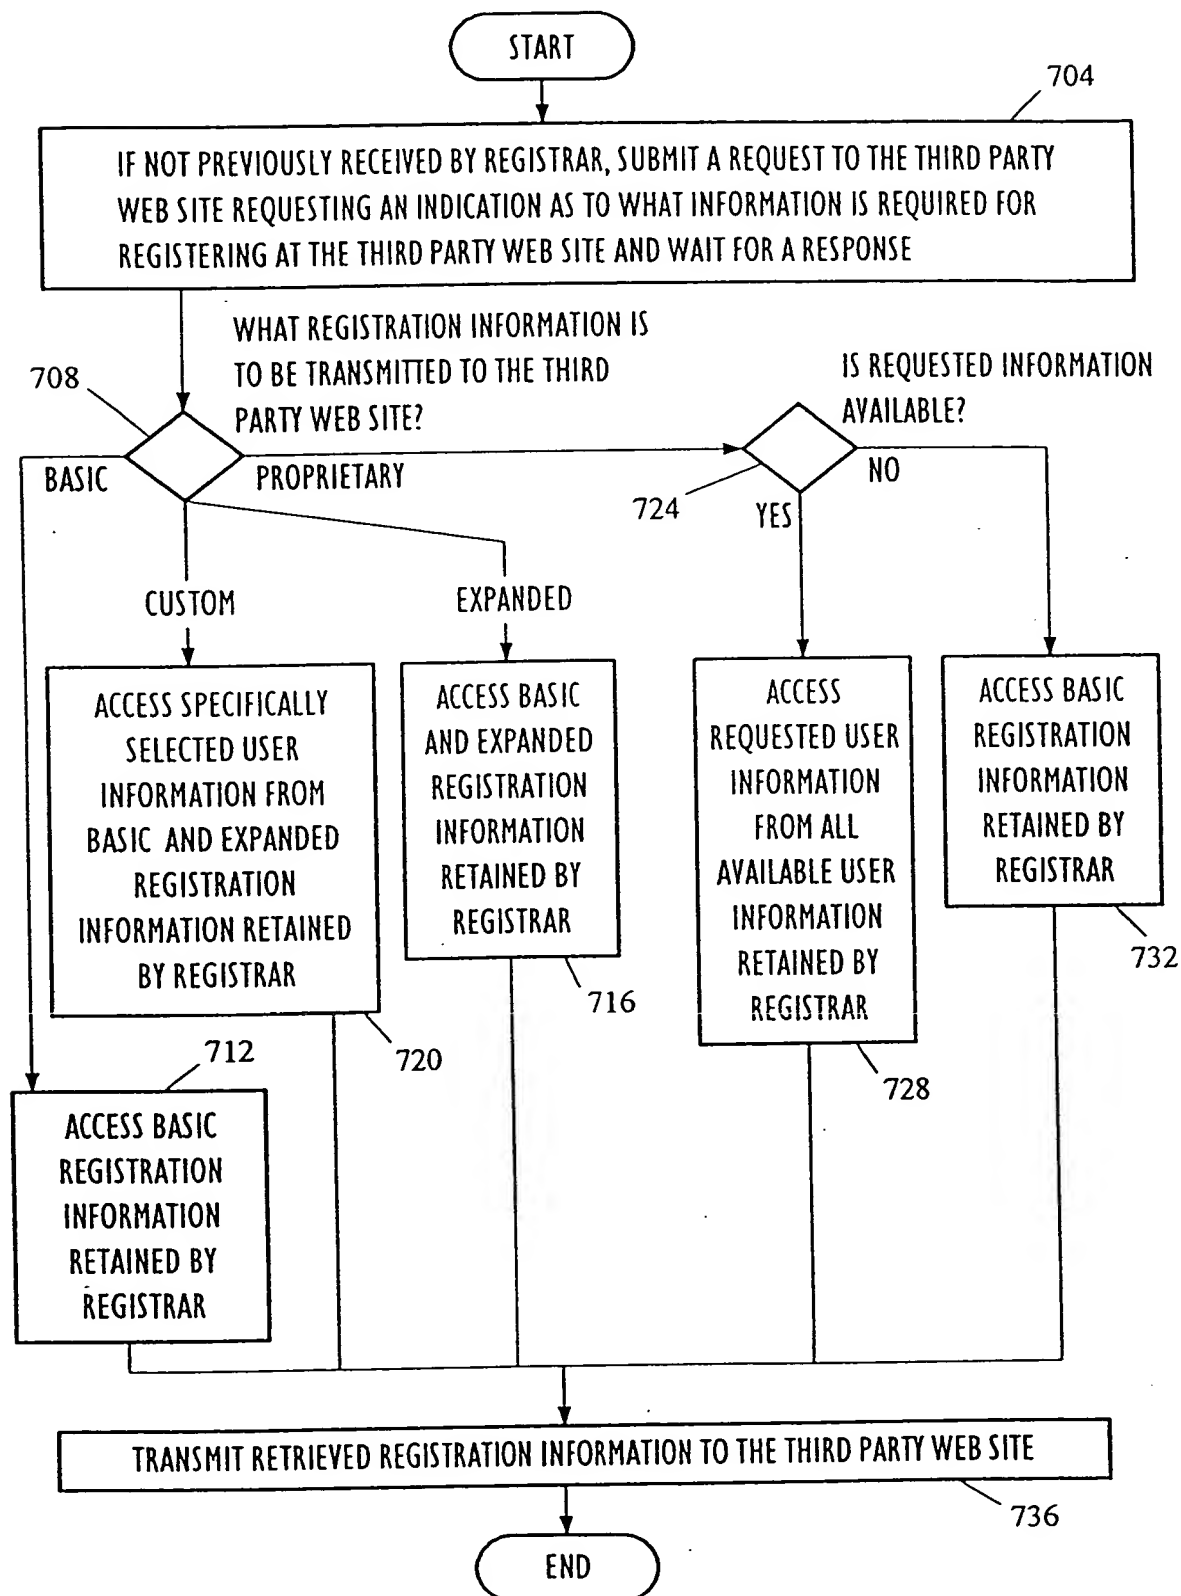 START
704
IF NOT PREVIOUSLY RECEIVED BY REGISTRAR, SUBMIT A REQUEST TO THE THIRD PARTY
WEB SITE REQUESTING AN INDICATION AS TO WHAT INFORMATION IS REQUIRED FOR
REGISTERING AT THE THIRD PARTY WEB SITE AND WAIT FOR A RESPONSE
WHAT REGISTRATION INFORMATION IS
TO BE TRANSMITTED TO THE THIRD
PARTY WEB SITE?
708
BASIC
PROPRIETARY
IS REQUESTED INFORMATION
AVAILABLE?
724
YES
NO
CUSTOM
EXPANDED
ACCESS SPECIFICALLY
SELECTED USER
INFORMATION FROM
BASIC AND EXPANDED
REGISTRATION
INFORMATION RETAINED
BY REGISTRAR
720
ACCESS BASIC
AND EXPANDED
REGISTRATION
INFORMATION
RETAINED BY
REGISTRAR
716
ACCESS
REQUESTED USER
INFORMATION
FROM ALL
AVAILABLE USER
INFORMATION
RETAINED BY
REGISTRAR
728
ACCESS BASIC
REGISTRATION
INFORMATION
RETAINED BY
REGISTRAR
732
712
ACCESS BASIC
REGISTRATION
INFORMATION
RETAINED BY
REGISTRAR
TRANSMIT RETRIEVED REGISTRATION INFORMATION TO THE THIRD PARTY WEB SITE
736
END